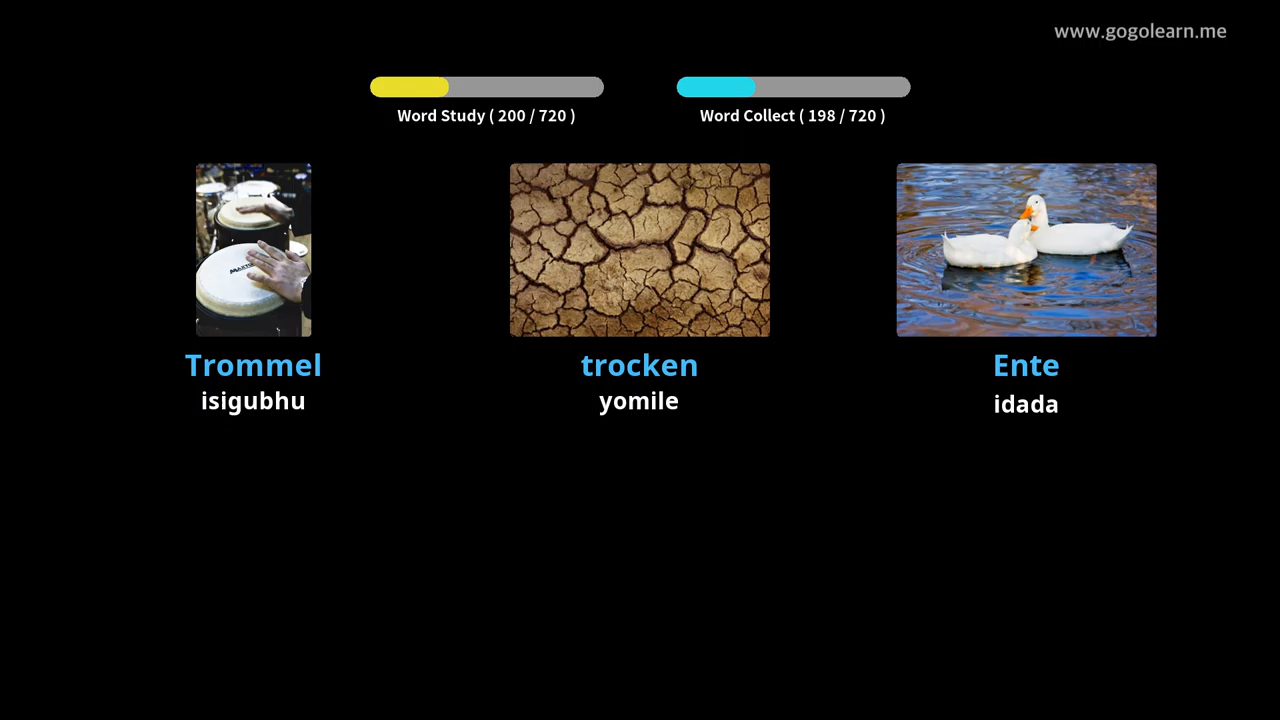 www.gogolearn.me
Word Study ( 200 / 720 )
Word Collect ( 198 / 720 )
Trommel
isigubhu
trocken
yomile
Ente
idada